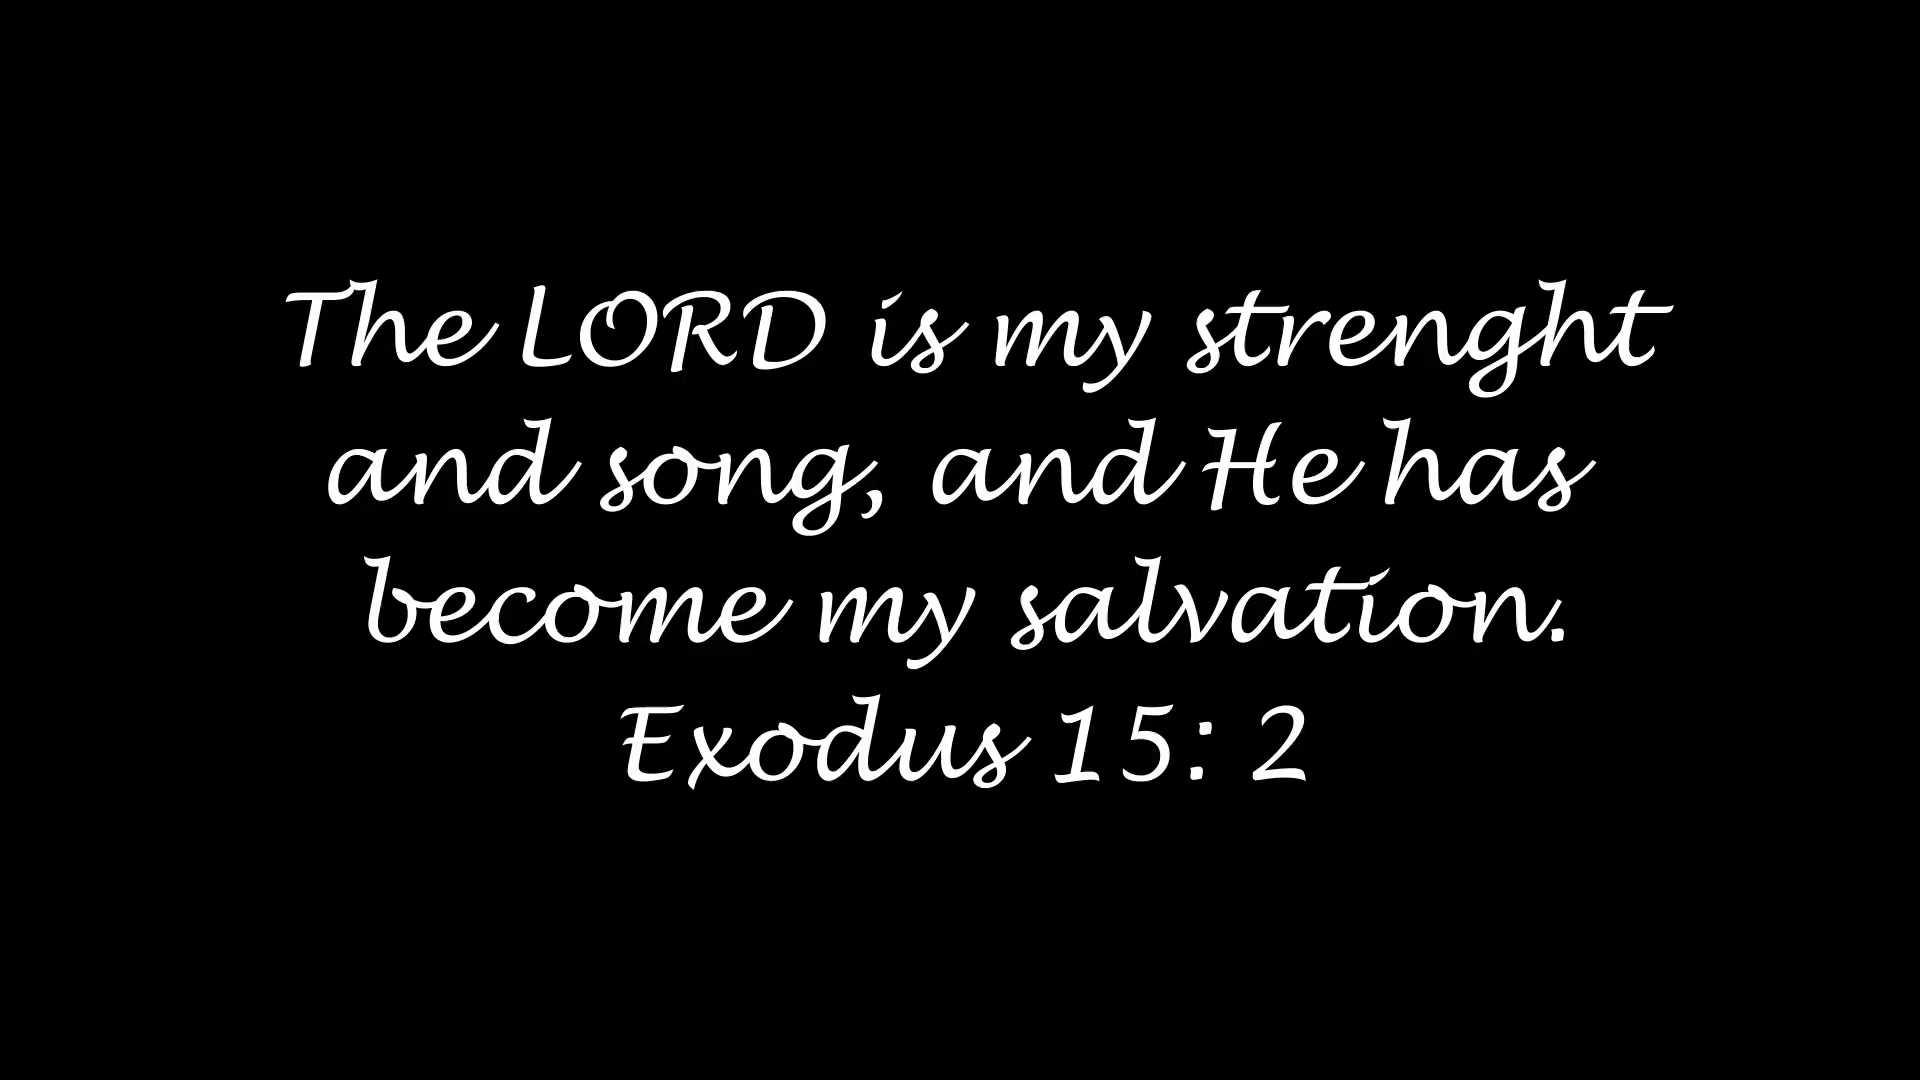 The LORD is my strenght
and song, and He has
become my salvation.
Exodus 15: 2